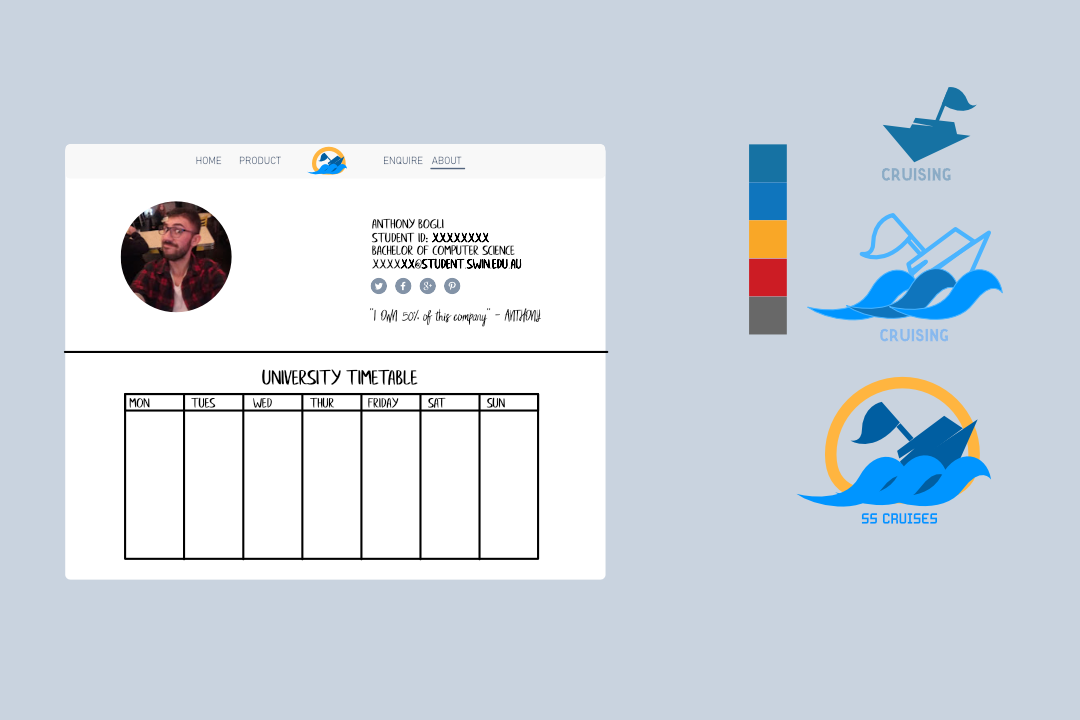 HOME PRODUCT ENQUIRE ABOUT
ANTHONY BOGLI
STUDENT ID: XXXXXXXX
BACHELOR OF COMPUTER SCIENCE
XXXXXX@STUDENT.SWIN.EDU.AU
"I OWN 50% of this company" - ANTHONY
UNIVERSITY TIMETABLE
MON TUES WED THUR FRIDAY SAT SUN
CRUISING
CRUISING
SS CRUISES